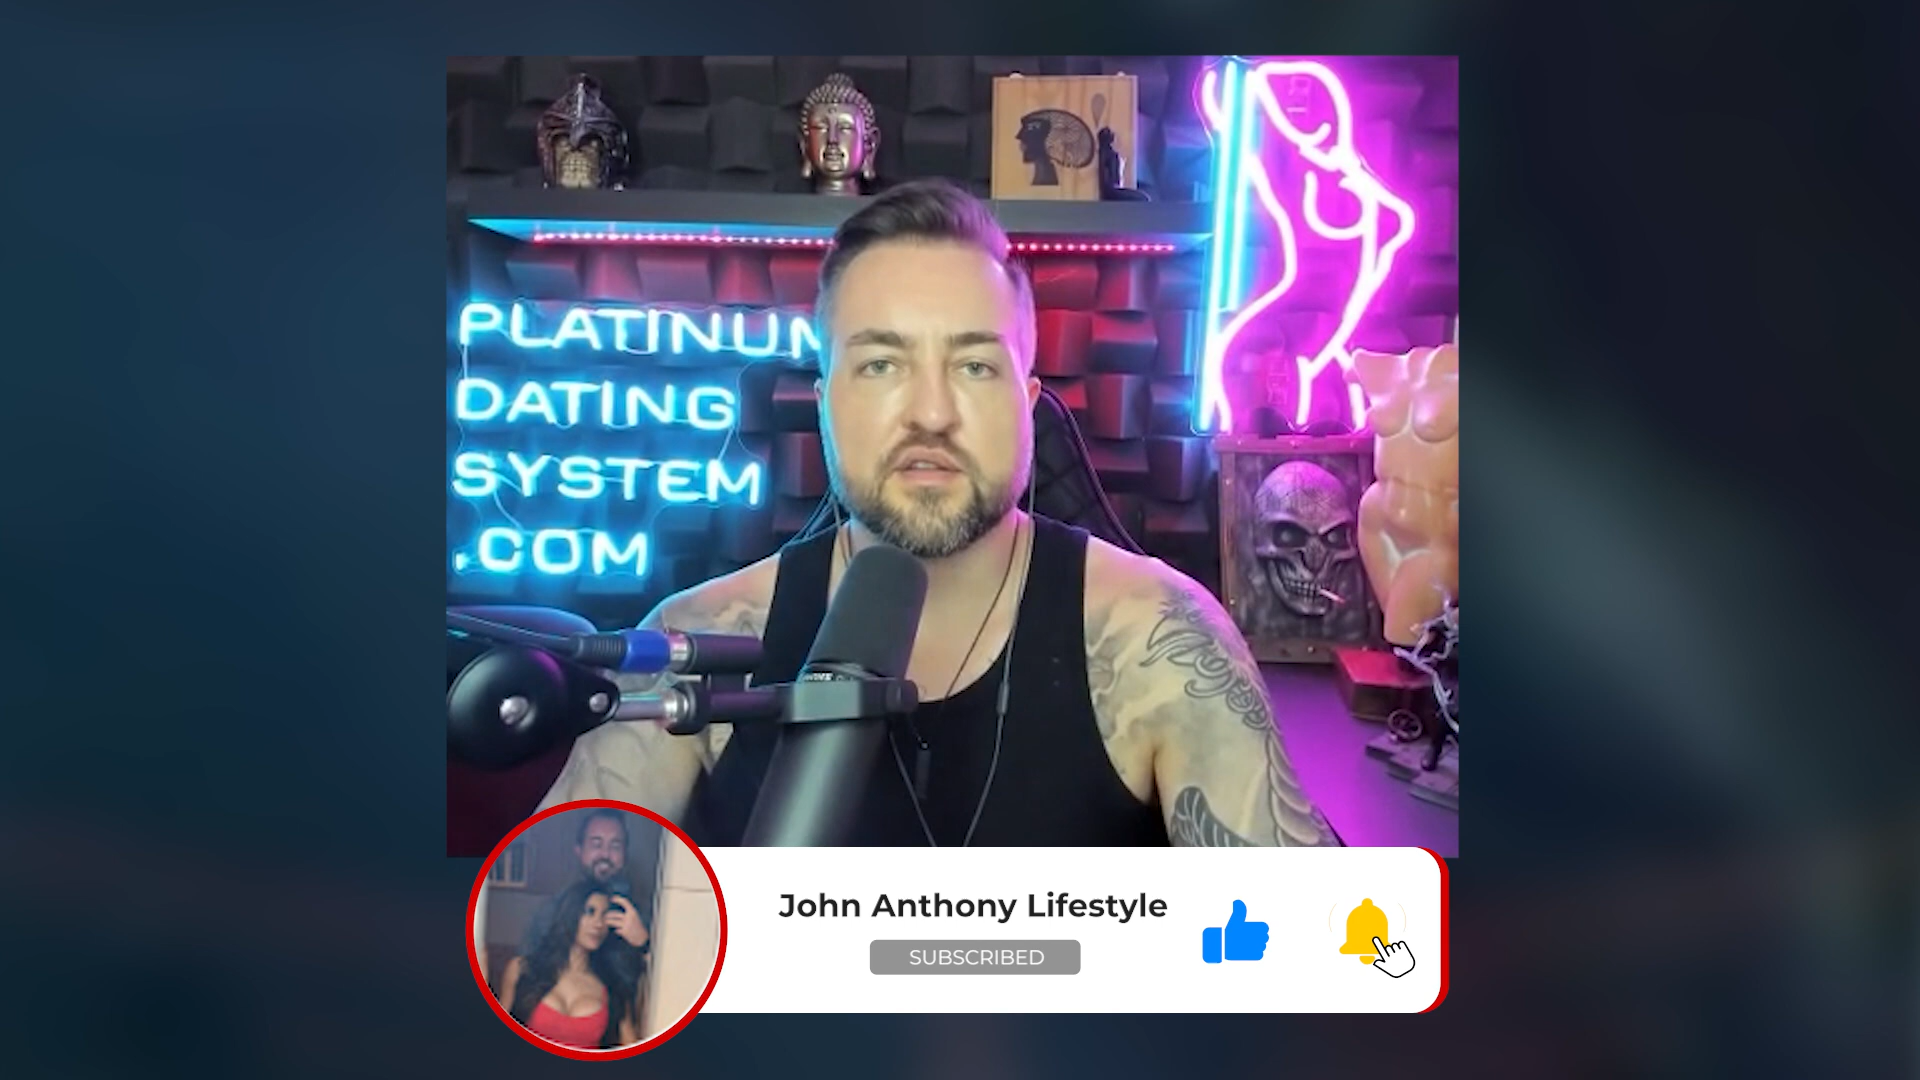 PLATINUM
DATING
SYSTEM
.COM
John Anthony Lifestyle
SUBSCRIBED